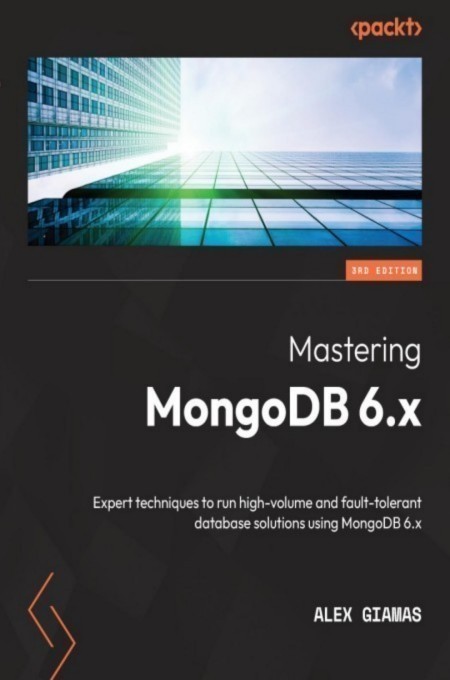 <packt>
3RD EDITION
Mastering
MongoDB 6.x
Expert techniques to run high-volume and fault-tolerant
database solutions using MongoDB 6.x
ALEX GIAMAS